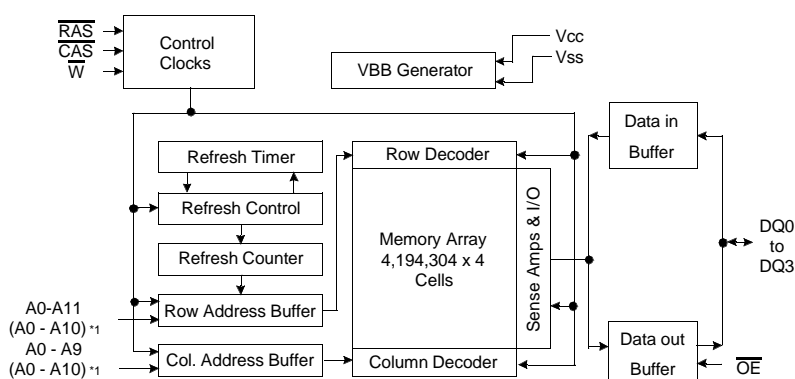 RAS
CAS
W
Control
Clocks
VBB Generator
Vcc
Vss
Refresh Timer
Refresh Control
Refresh Counter
Row Address Buffer
Col. Address Buffer
Row Decoder
Memory Array
4,194,304 x 4
Cells
Column Decoder
Sense Amps & I/O
Data in
Buffer
Data out
Buffer
DQ0
to
DQ3
OE
A0-A11
(A0 - A10) *1
A0 - A9
(A0 - A10) *1